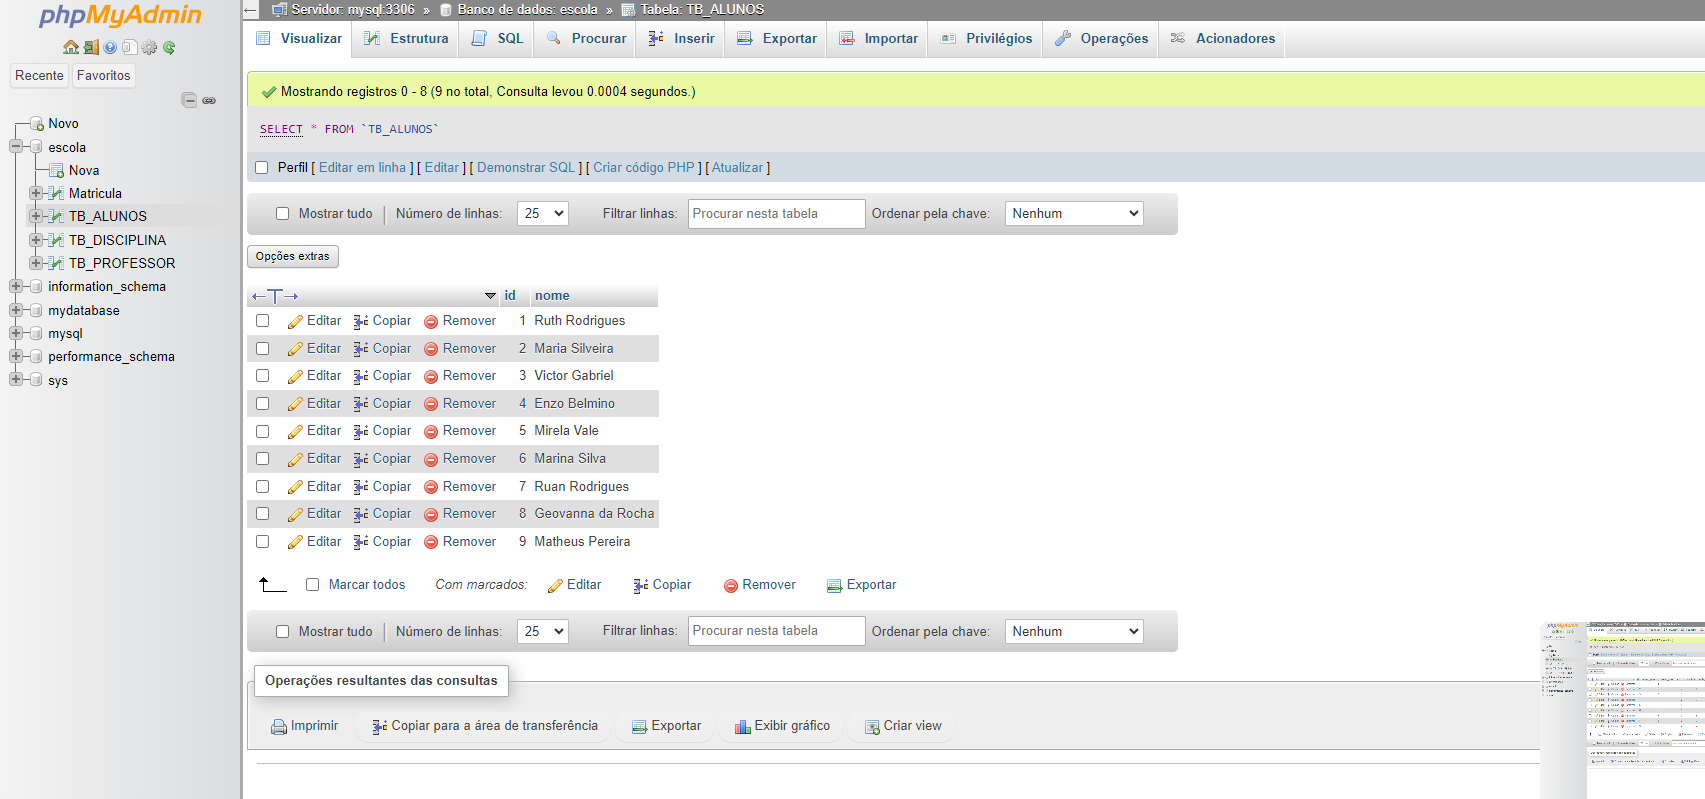 phpMyAdmin
Recente Favoritos
Novo
escola
Nova
Matricula
TB_ALUNOS
TB_DISCIPLINA
TB_PROFESSOR
information_schema
mydatabase
mysql
performance_schema
sys
Servidor: mysql:3306 » Banco de dados: escola » Tabela: TB_ALUNOS
Visualizar Estrutura SQL Procurar Inserir Exportar Importar Privilégios Operações Acionadores
Mostrando registros 0 - 8 (9 no total, Consulta levou 0.0004 segundos.)
SELECT * FROM `TB_ALUNOS`
Perfil [ Editar em linha ] [ Editar ] [ Demonstrar SQL ] [ Criar código PHP ] [ Atualizar ]
Mostrar tudo | Número de linhas: 25 Filtrar linhas: Procurar nesta tabela Ordenar pela chave: Nenhum
Opções extras
←T→ id nome
Editar Copiar Remover 1 Ruth Rodrigues
Editar Copiar Remover 2 Maria Silveira
Editar Copiar Remover 3 Victor Gabriel
Editar Copiar Remover 4 Enzo Belmino
Editar Copiar Remover 5 Mirela Vale
Editar Copiar Remover 6 Marina Silva
Editar Copiar Remover 7 Ruan Rodrigues
Editar Copiar Remover 8 Geovanna da Rocha
Editar Copiar Remover 9 Matheus Pereira
Marcar todos Com marcados: Editar Copiar Remover Exportar
Mostrar tudo | Número de linhas: 25 Filtrar linhas: Procurar nesta tabela Ordenar pela chave: Nenhum
Operações resultantes das consultas
Imprimir Copiar para a área de transferência Exportar Exibir gráfico Criar view
phpMyAdmin